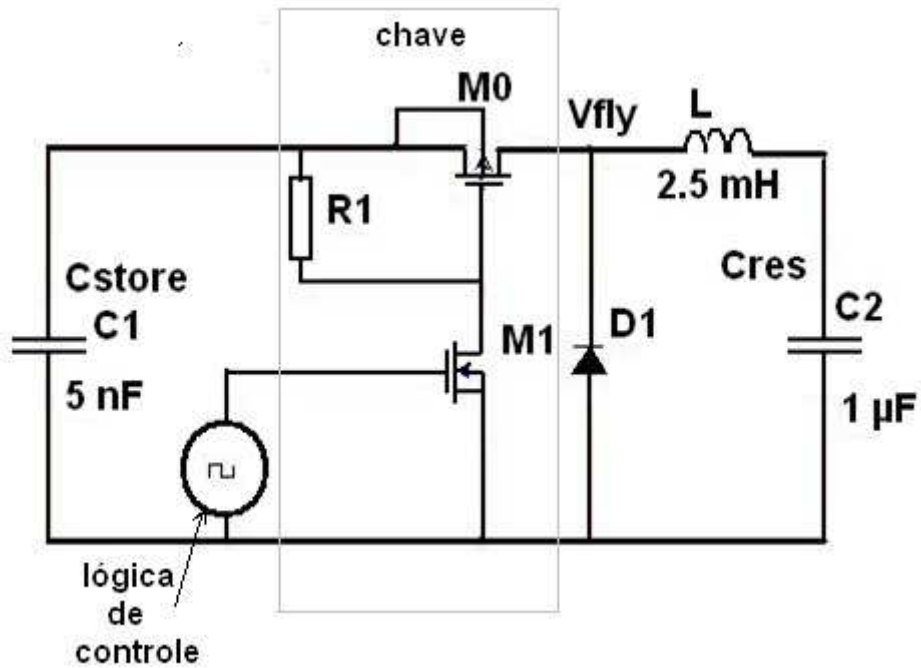 chave
M0
Vfly
L
2.5 mH
R1
Cstore
C1
5 nF
Cres
C2
1 µF
M1
D1
lógica
de
controle